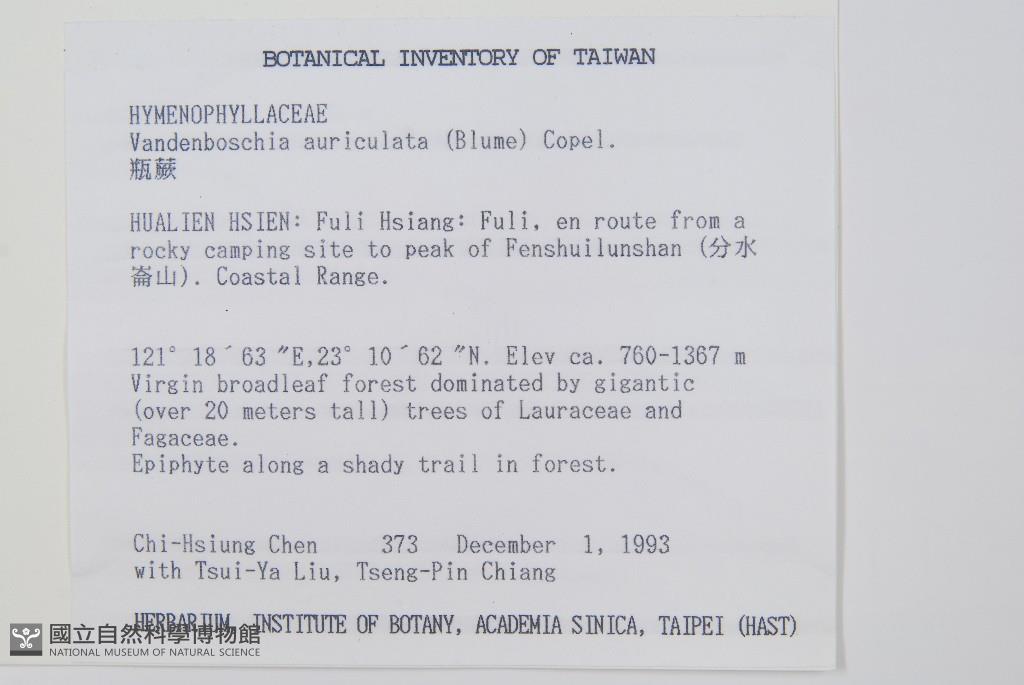 BOTANICAL INVENTORY OF TAIWAN
HYMENOPHYLLACEAE
Vandenboschia auriculata (Blume) Copel.
瓶蕨
HUALIEN HSIEN: Fuli Hsiang: Fuli, en route from a
rocky camping site to peak of Fenshuilunshan (分水
崙山). Coastal Range.
121° 18´63 ″E,23° 10´62 ″N. Elev ca. 760-1367 m
Virgin broadleaf forest dominated by gigantic
(over 20 meters tall) trees of Lauraceae and
Fagaceae.
Epiphyte along a shady trail in forest.
Chi-Hsiung Chen 373 December 1, 1993
with Tsui-Ya Liu, Tseng-Pin Chiang
HERBARIUM, INSTITUTE OF BOTANY, ACADEMIA SINICA, TAIPEI (HAST)
國立自然科學博物館
NATIONAL MUSEUM OF NATURAL SCIENCE